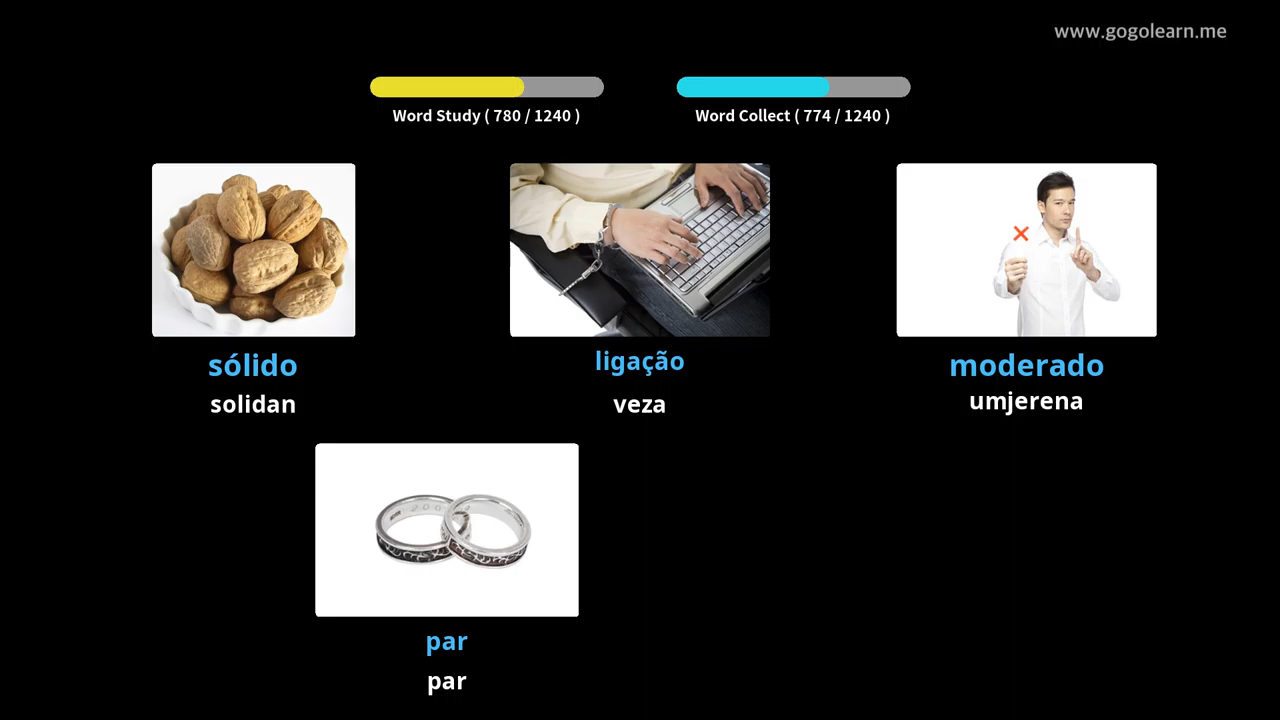 www.gogolearn.me
Word Study ( 780 / 1240 )
Word Collect ( 774 / 1240 )
sólido
solidan
ligação
veza
moderado
umjerena
par
par